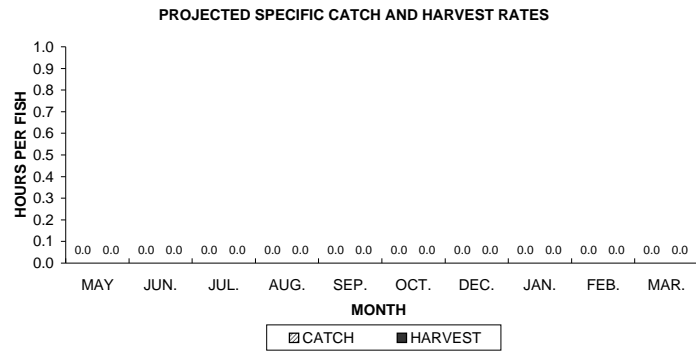 PROJECTED SPECIFIC CATCH AND HARVEST RATES
HOURS PER FISH
1.0
0.9
0.8
0.7
0.6
0.5
0.4
0.3
0.2
0.1
0.0
0.0 0.0 0.0 0.0 0.0 0.0 0.0 0.0 0.0 0.0 0.0 0.0 0.0 0.0 0.0 0.0 0.0 0.0 0.0 0.0
MAY JUN. JUL. AUG. SEP. OCT. DEC. JAN. FEB. MAR.
MONTH
CATCH HARVEST